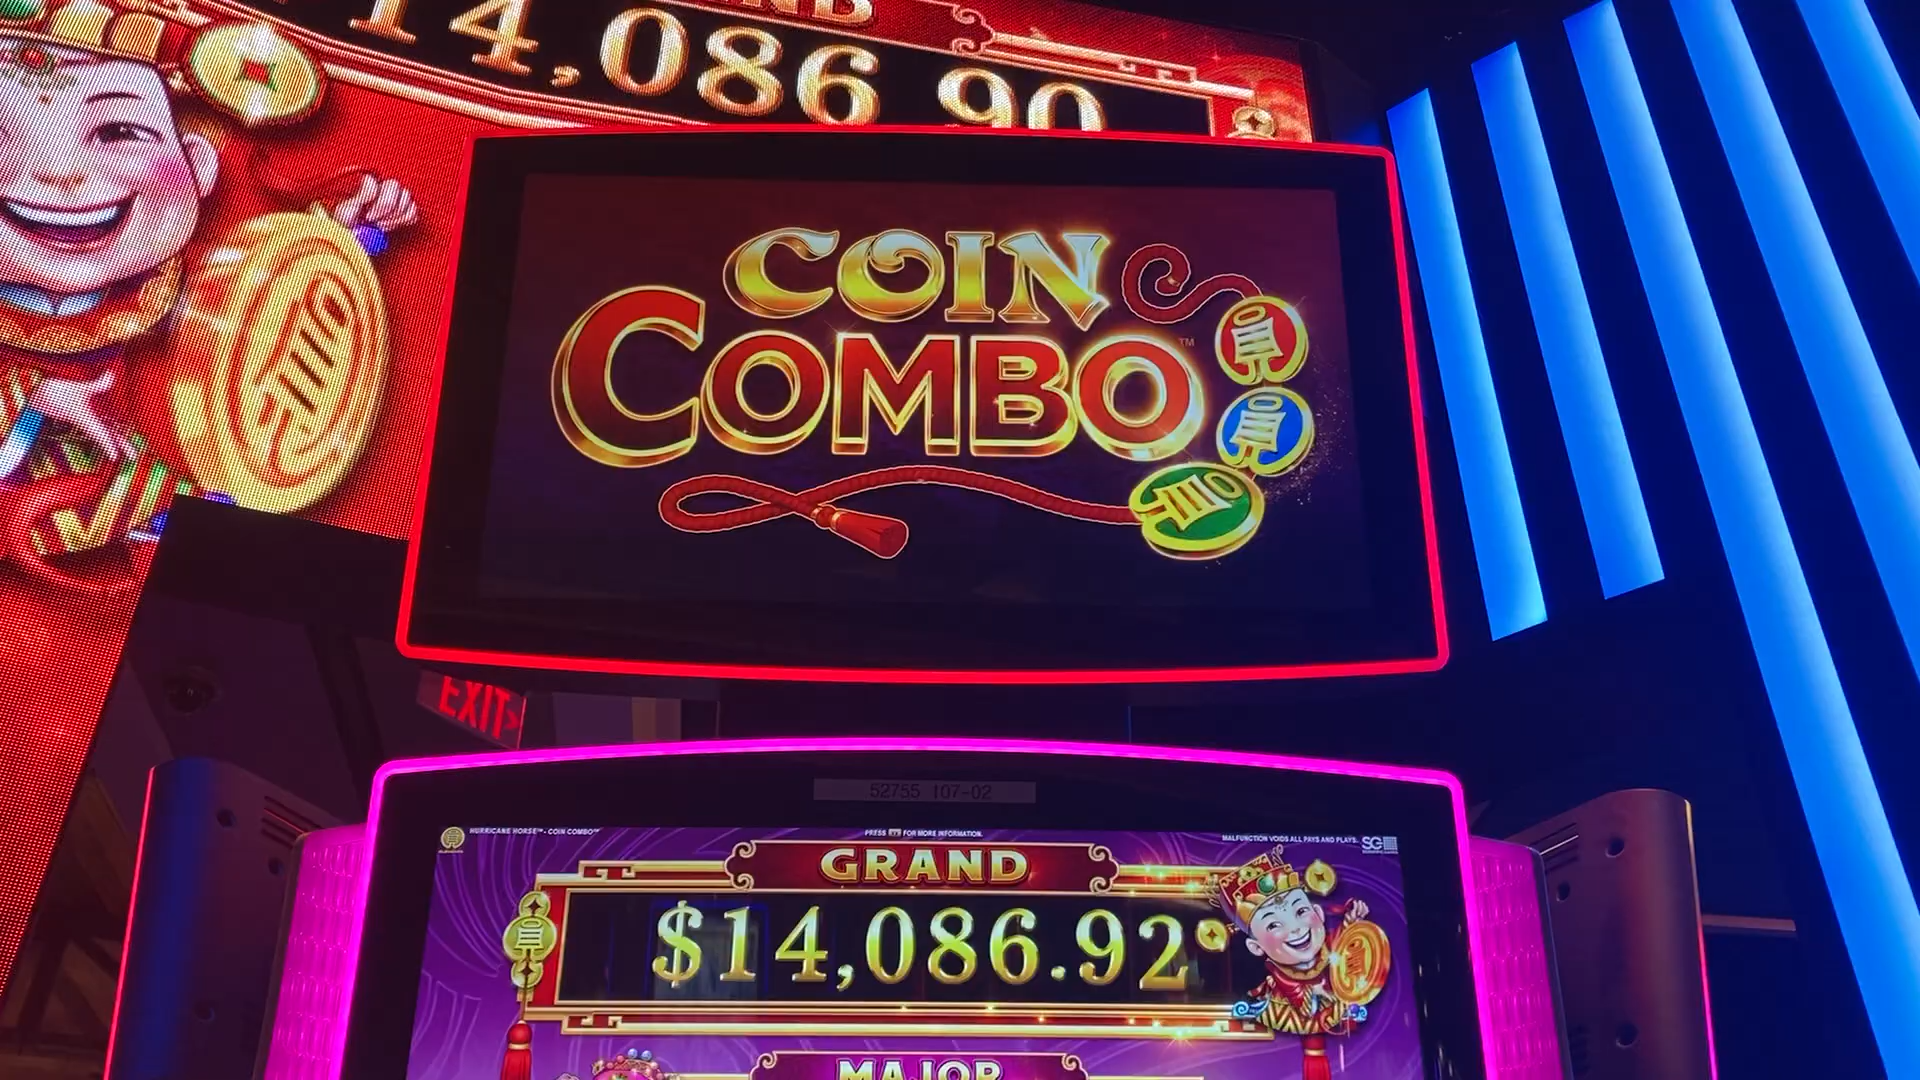 14,086.90
COIN
COMBO™
EXIT
52755 107-02
HURRICANE HORSE™ - COIN COMBO™
PRESS FOR MORE INFORMATION.
MALFUNCTION VOIDS ALL PAYS AND PLAYS.
SG
GRAND
$14,086.92
MAJOR